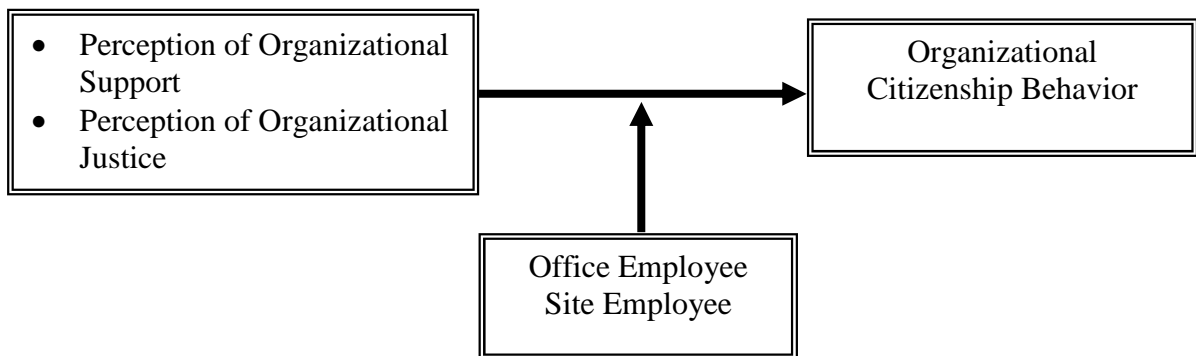 • Perception of Organizational
Support
• Perception of Organizational
Justice
Organizational
Citizenship Behavior
Office Employee
Site Employee